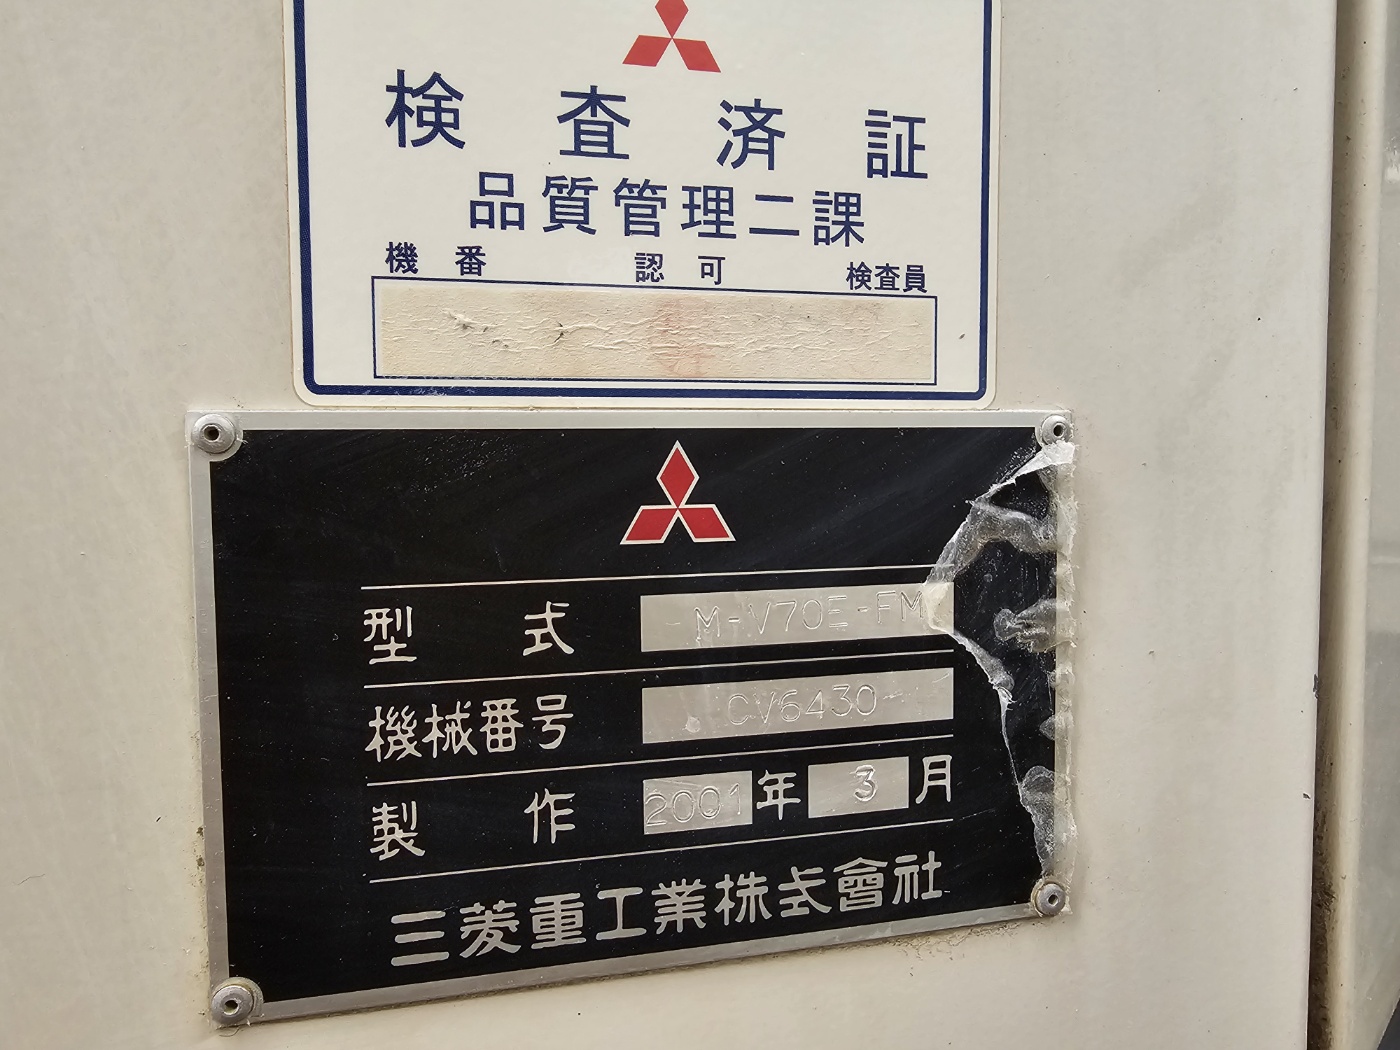 検査済証
品質管理二課
機番 認可 検査員
型式 M-V70E-FM
機械番号 CV6430
製作 2001年3月
三菱重工業株式會社